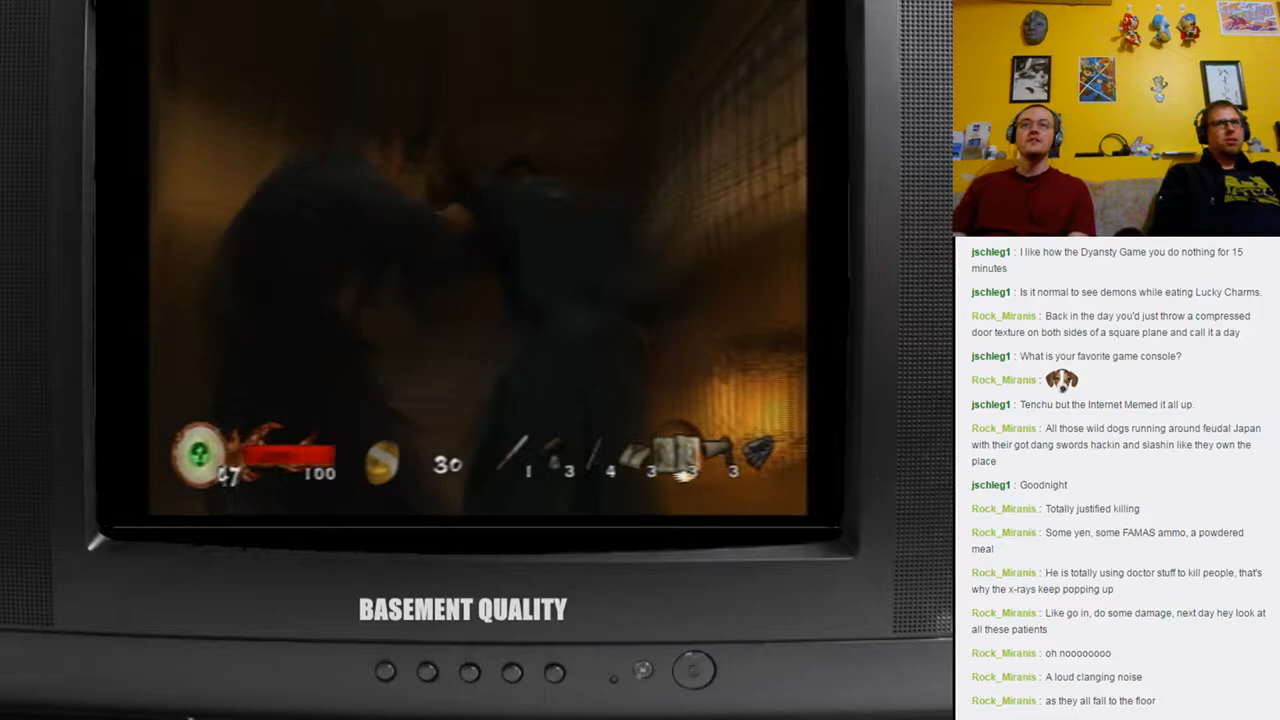 47
100
30
1
3
4
3
3
3
BASEMENT QUALITY
jschleg1 : I like how the Dyansty Game you do nothing for 15
minutes
jschleg1 : Is it normal to see demons while eating Lucky Charms.
Rock_Miranis : Back in the day you'd just throw a compressed
door texture on both sides of a square plane and call it a day
jschleg1 : What is your favorite game console?
Rock_Miranis :
jschleg1 : Tenchu but the Internet Memed it all up.
Rock_Miranis : All those wild dogs running around feudal Japan
with their got dang swords hackin and slashin like they own the
place
jschleg1 : Goodnight
Rock_Miranis : Totally justified killing
Rock_Miranis : Some yen, some FAMAS ammo, a powdered
meal
Rock_Miranis : He is totally using doctor stuff to kill people, that's
why the x-rays keep popping up
Rock_Miranis : Like go in, do some damage, next day hey look at
all these patients
Rock_Miranis : oh noooooooo
Rock_Miranis : A loud clanging noise
Rock_Miranis : as they all fall to the floor